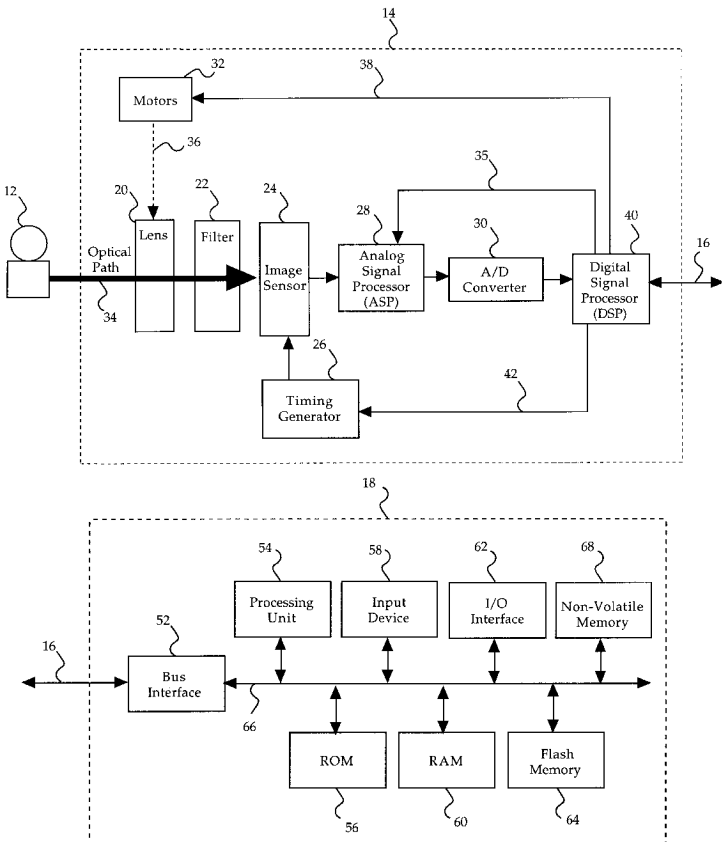 14
32
38
Motors
36
35
12
20
22
24
28
30
40
16
Lens
Filter
Optical
Path
Image
Sensor
Analog
Signal
Processor
(ASP)
A/D
Converter
Digital
Signal
Processor
(DSP)
34
26
42
Timing
Generator
18
54
58
62
68
Processing
Unit
Input
Device
I/O
Interface
Non-Volatile
Memory
52
16
Bus
Interface
66
ROM
RAM
Flash
Memory
56
60
64